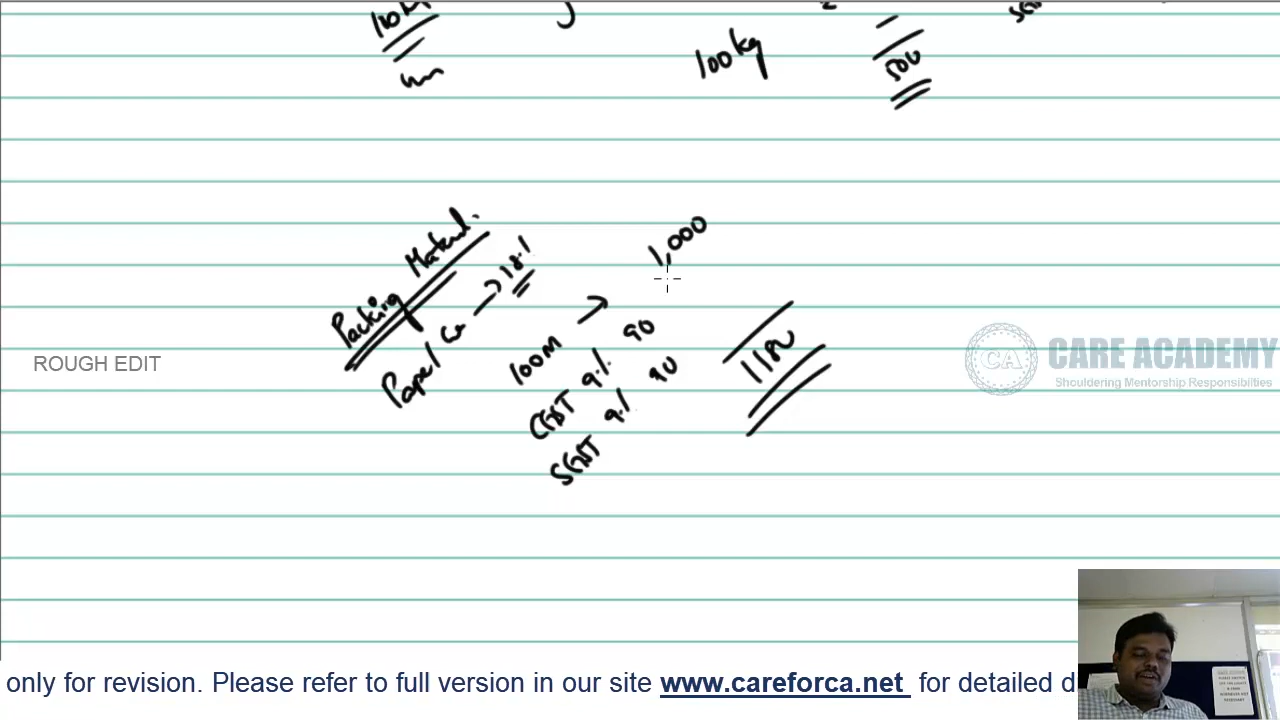 100kg
500
Packing Material
Paper → 18%
100M → 1,000
CGST 9% 90
SGST 9% 90
1180
ROUGH EDIT
CA
CARE ACADEMY
Shouldering Mentorship Responsibilties
only for revision. Please refer to full version in our site www.careforca.net for detailed d